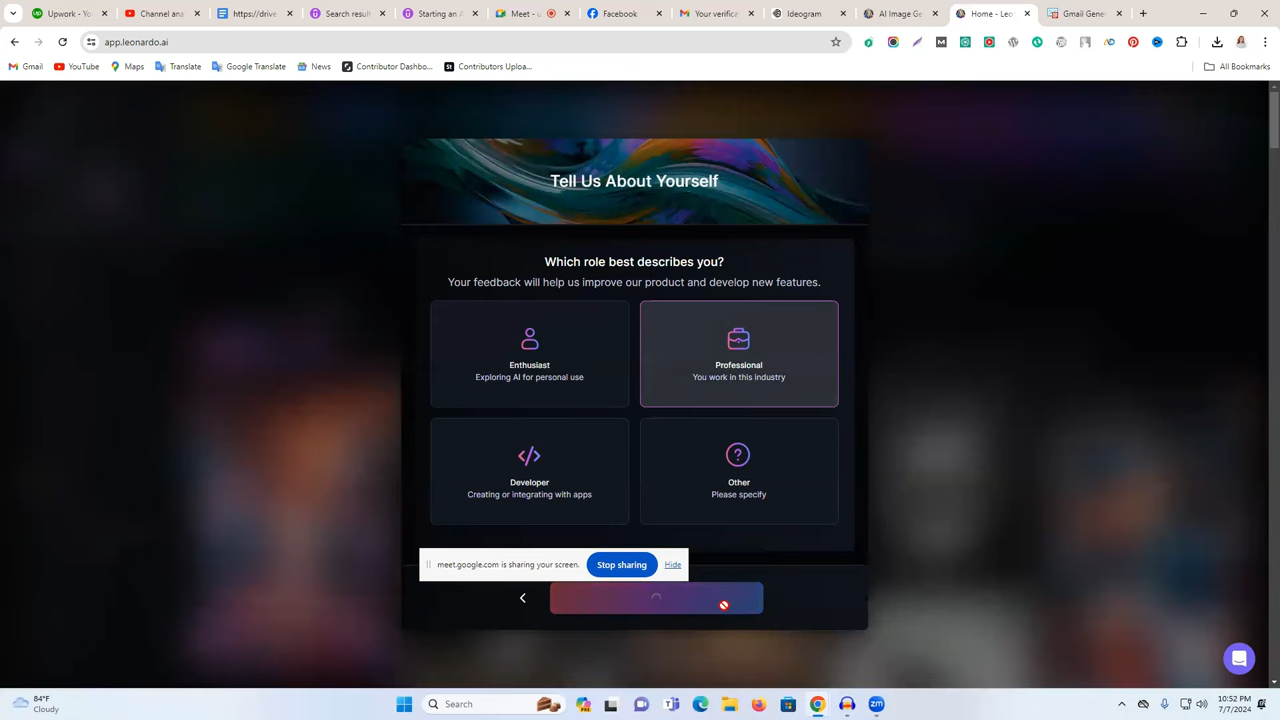 Upwork - Yo
Channel ana
https://drive
Search result
Starting an A
Meet - u
Facebook
Your verifica
Ideogram
AI Image Ge
Home - Leo
Gmail Gene
app.leonardo.ai
Gmail
YouTube
Maps
Translate
Google Translate
News
Contributor Dashbo...
Contributors Uploa...
All Bookmarks
Tell Us About Yourself
Which role best describes you?
Your feedback will help us improve our product and develop new features.
Enthusiast
Exploring AI for personal use
Professional
You work in this industry
Developer
Creating or integrating with apps
Other
Please specify
meet.google.com is sharing your screen.
Stop sharing
Hide
84°F
Cloudy
Search
10:52 PM
7/7/2024